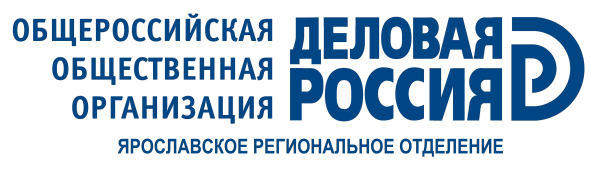 ОБЩЕРОССИЙСКАЯ
ОБЩЕСТВЕННАЯ
ОРГАНИЗАЦИЯ
ДЕЛОВАЯ
РОССИЯ
ЯРОСЛАВСКОЕ РЕГИОНАЛЬНОЕ ОТДЕЛЕНИЕ